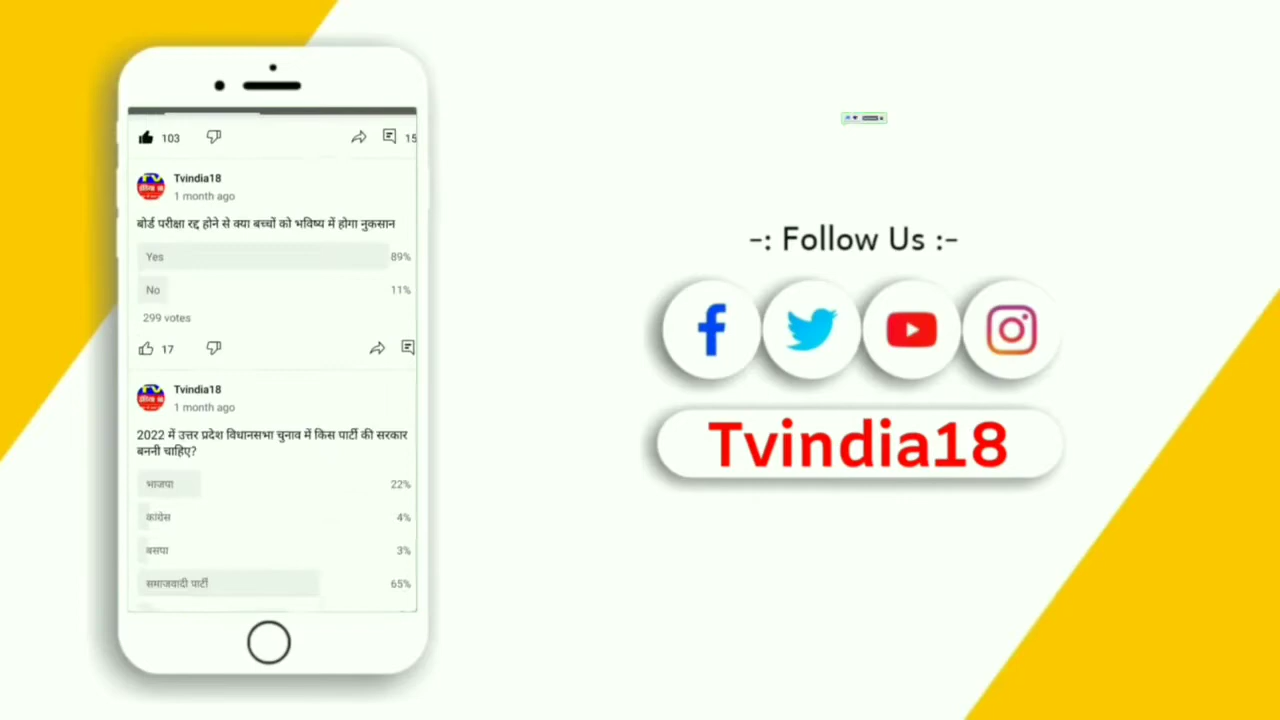 103
15
Tvindia18
1 month ago
बोर्ड परीक्षा रद्द होने से क्या बच्चों को भविष्य में होगा नुकसान
Yes 89%
No 11%
299 votes
17
Tvindia18
1 month ago
2022 में उत्तर प्रदेश विधानसभा चुनाव में किस पार्टी की सरकार
बननी चाहिए?
भाजपा 22%
कांग्रेस 4%
बसपा 3%
समाजवादी पार्टी 65%
-: Follow Us :-
Tvindia18